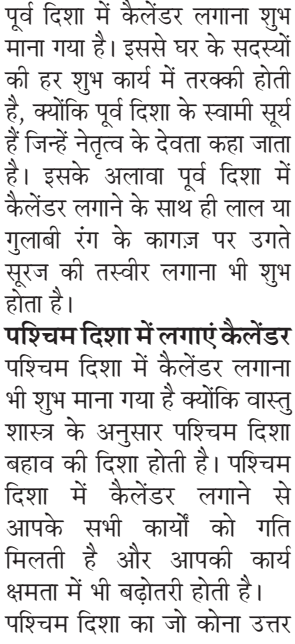 पूर्व दिशा में कैलेंडर लगाना शुभ
माना गया है। इससे घर के सदस्यों
की हर शुभ कार्य में तरक्की होती
है, क्योंकि पूर्व दिशा के स्वामी सूर्य
हैं जिन्हें नेतृत्व के देवता कहा जाता
है। इसके अलावा पूर्व दिशा में
कैलेंडर लगाने के साथ ही लाल या
गुलाबी रंग के कागज़ पर उगते
सूरज की तस्वीर लगाना भी शुभ
होता है।
पश्चिम दिशा में लगाएं कैलेंडर
पश्चिम दिशा में कैलेंडर लगाना
भी शुभ माना गया है क्योंकि वास्तु
शास्त्र के अनुसार पश्चिम दिशा
बहाव की दिशा होती है। पश्चिम
दिशा में कैलेंडर लगाने से
आपके सभी कार्यों को गति
मिलती है और आपकी कार्य
क्षमता में भी बढ़ोतरी होती है।
पश्चिम दिशा का जो कोना उत्तर